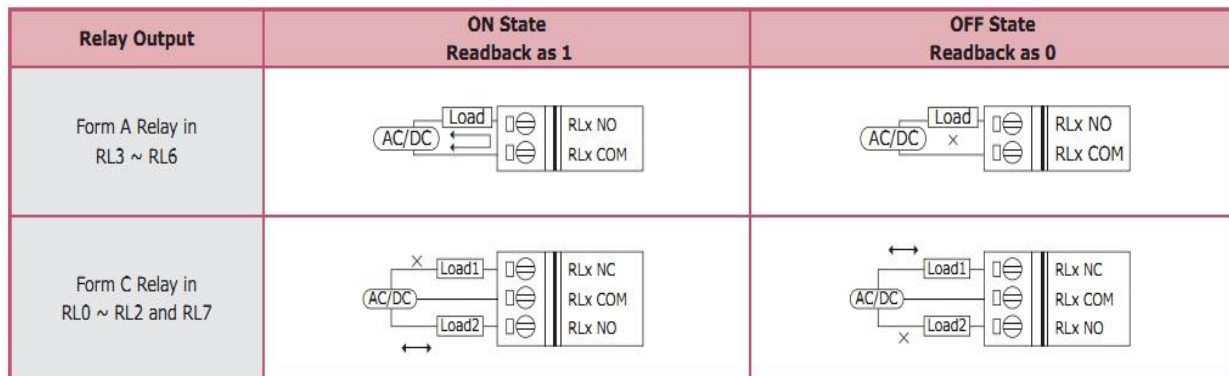 Relay Output
ON State
Readback as 1
OFF State
Readback as 0
Form A Relay in
RL3 ~ RL6
Load
AC/DC
RLx NO
RLx COM
Load
AC/DC
x
RLx NO
RLx COM
Form C Relay in
RL0 ~ RL2 and RL7
x
Load1
AC/DC
Load2
RLx NC
RLx COM
RLx NO
Load1
AC/DC
Load2
x
RLx NC
RLx COM
RLx NO